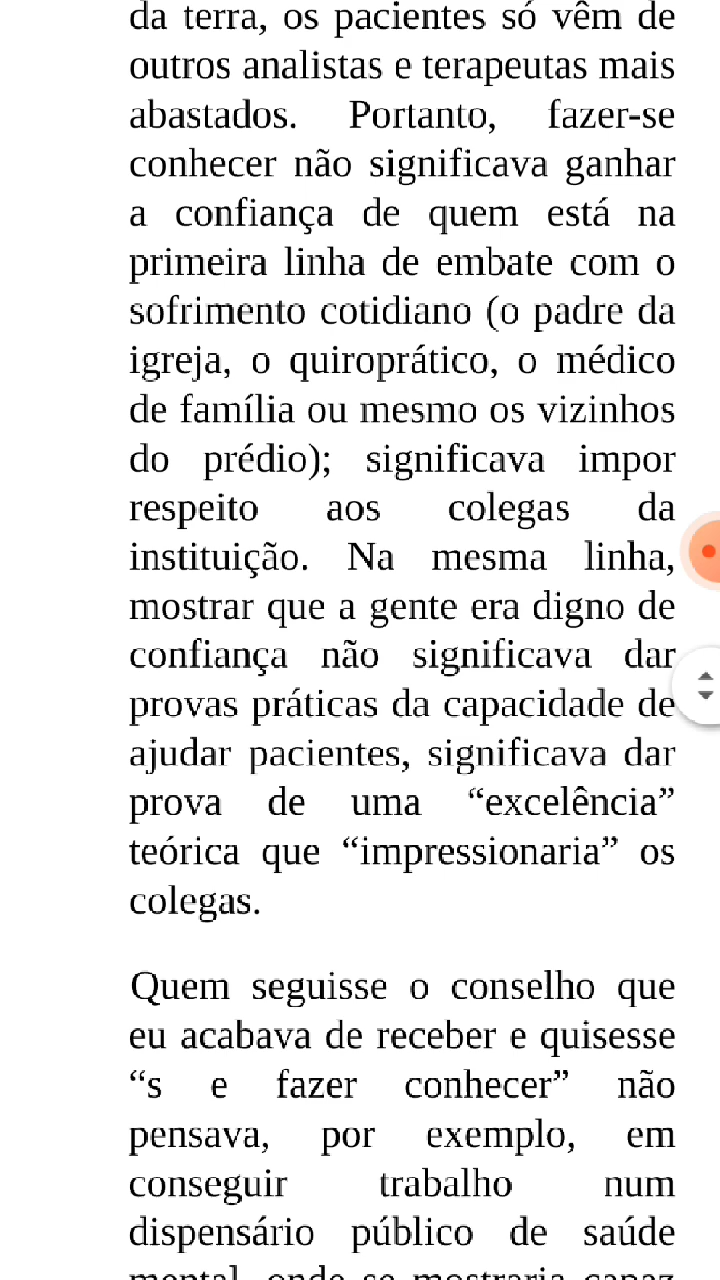 da terra, os pacientes só vêm de
outros analistas e terapeutas mais
abastados. Portanto, fazer-se
conhecer não significava ganhar
a confiança de quem está na
primeira linha de embate com o
sofrimento cotidiano (o padre da
igreja, o quiroprático, o médico
de família ou mesmo os vizinhos
do prédio); significava impor
respeito aos colegas da
instituição. Na mesma linha,
mostrar que a gente era digno de
confiança não significava dar
provas práticas da capacidade de
ajudar pacientes, significava dar
prova de uma “excelência”
teórica que “impressionaria” os
colegas.
Quem seguisse o conselho que
eu acabava de receber e quisesse
“s e fazer conhecer” não
pensava, por exemplo, em
conseguir trabalho num
dispensário público de saúde
mental, onde se mostraria capaz